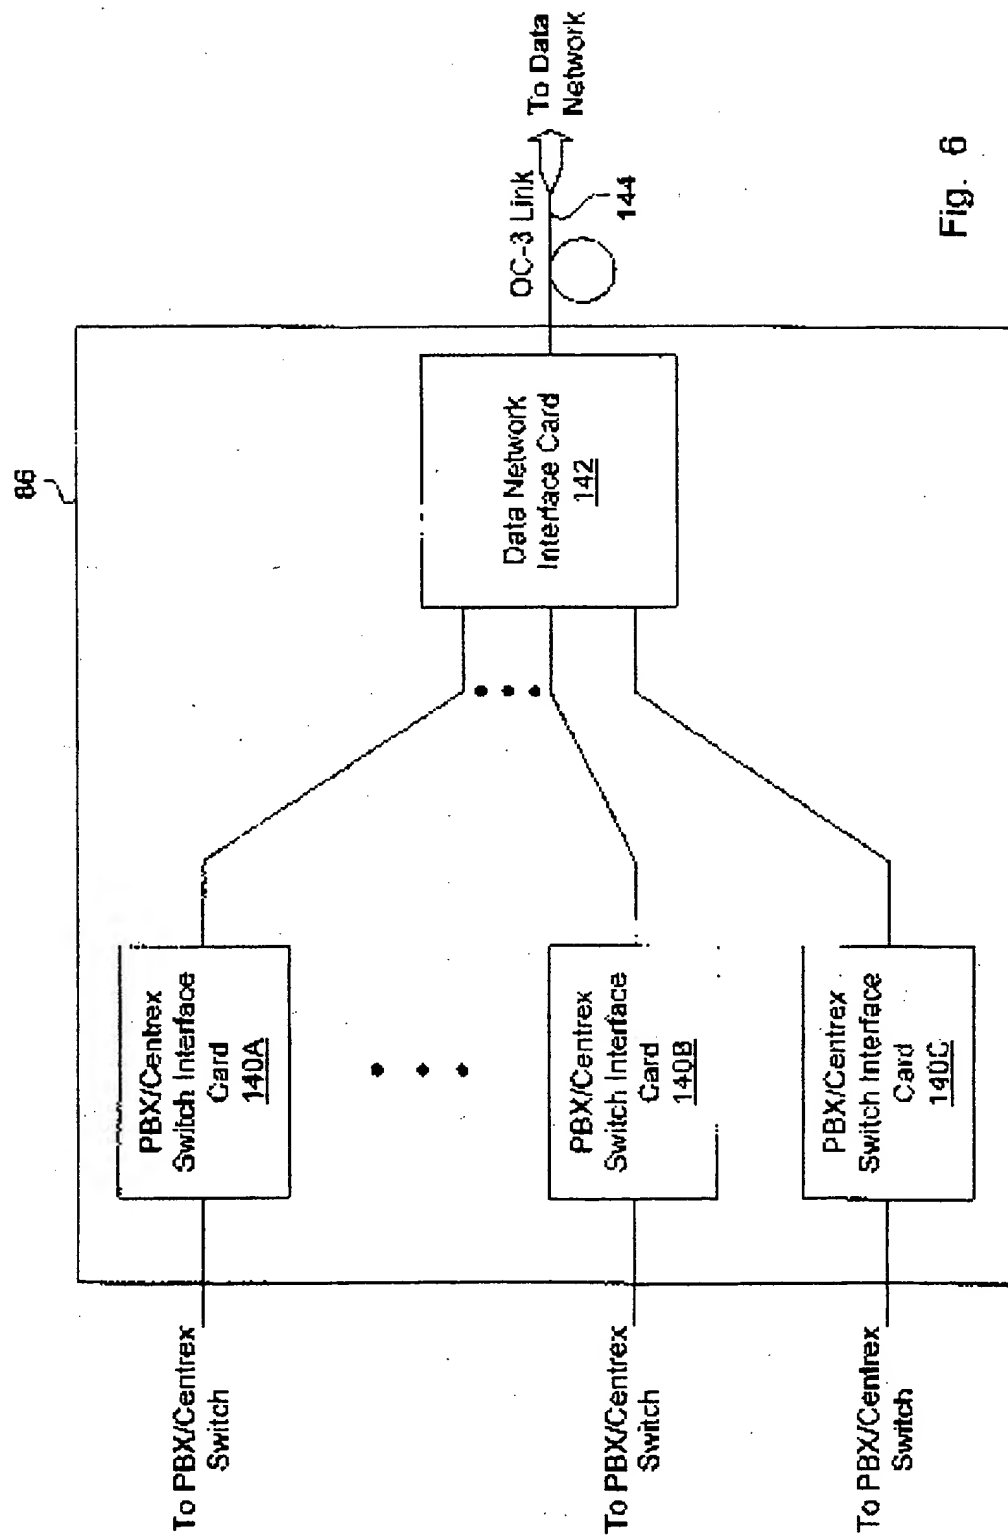 86
To PBX/Centrex
Switch
PBX/Centrex
Switch Interface
Card
140A
To PBX/Centrex
Switch
PBX/Centrex
Switch Interface
Card
140B
To PBX/Centrex
Switch
PBX/Centrex
Switch Interface
Card
140C
Data Network
Interface Card
142
OC-3 Link
144
To Data
Network
Fig. 6